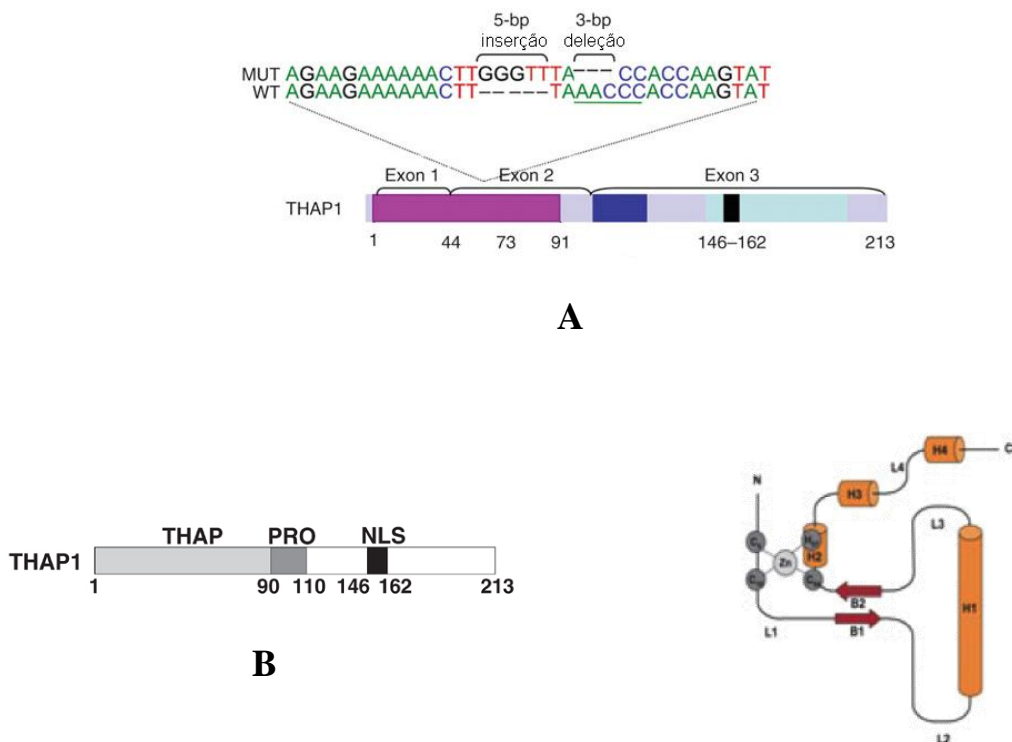 5-bp 3-bp
inserção deleção
MUT AGAAGAAAAAACTTGGGTTTA---CCACCAAGTAT
WT AGAAGAAAAAACTT-----TAAACCCACCAAGTAT
Exon 1 Exon 2 Exon 3
THAP1
1 44 73 91 146–162 213
A
THAP PRO NLS
THAP1
1 90 110 146 162 213
B
H4
C
L4
N
H3
L3
Zn
H2
B2
H1
B1
L1
L2